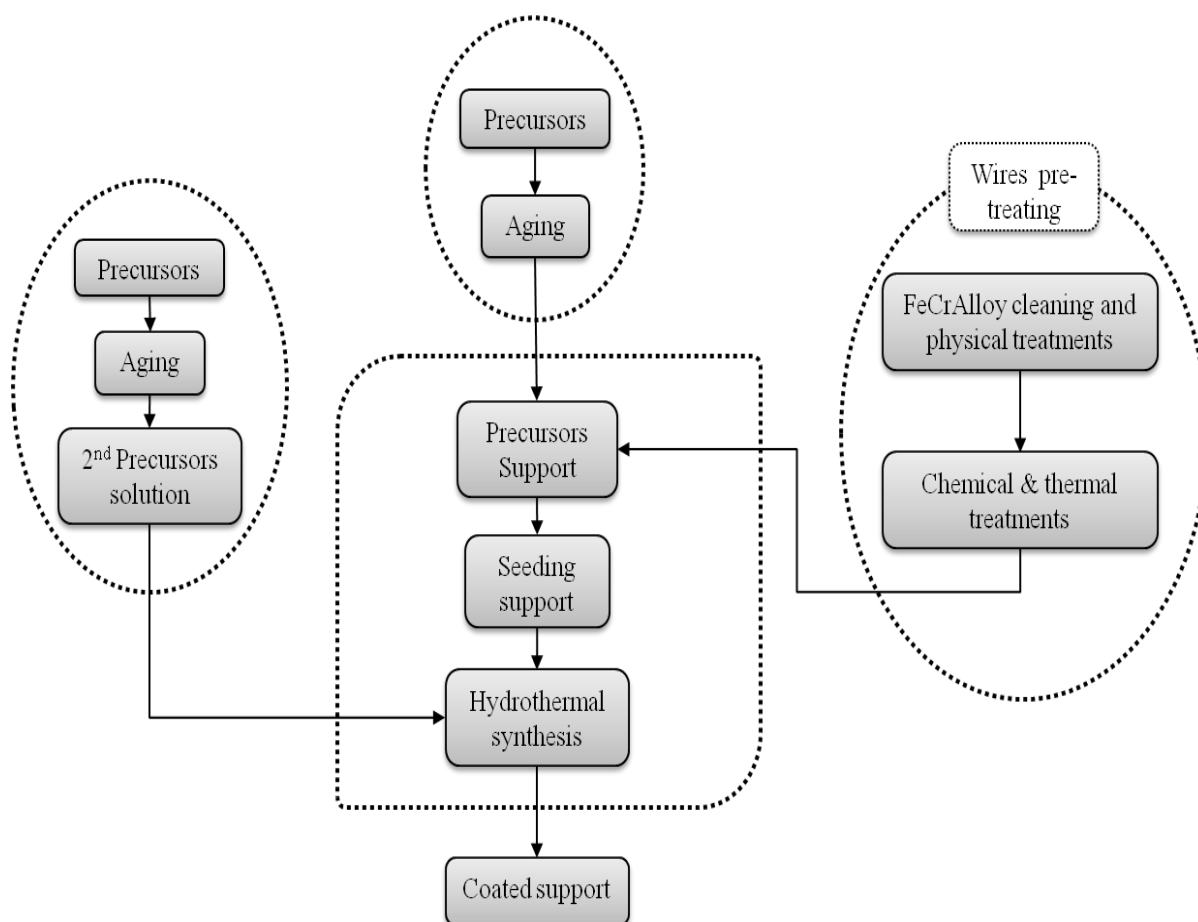 Precursors
Aging
Precursors
Aging
2nd Precursors
solution
Wires pre-
treating
FeCrAlloy cleaning and
physical treatments
Chemical & thermal
treatments
Precursors
Support
Seeding
support
Hydrothermal
synthesis
Coated support